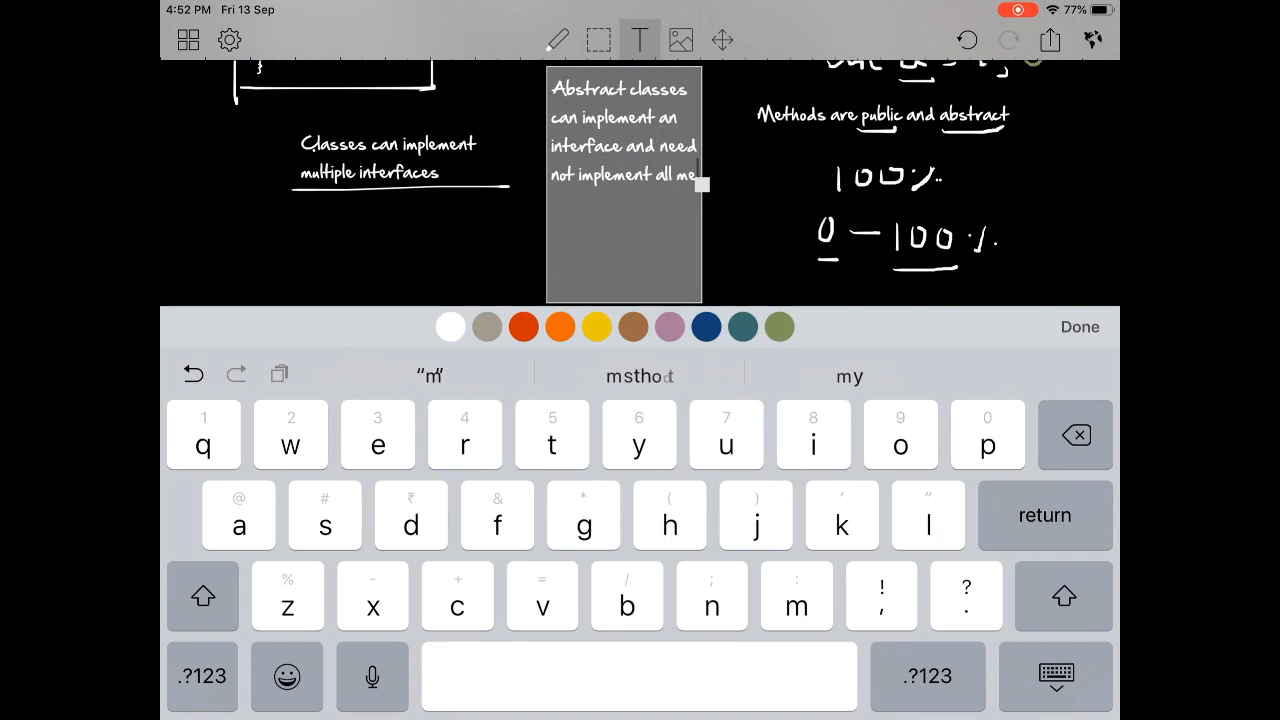 4:52 PM Fri 13 Sep
77%
}
Classes can implement
multiple interfaces
Abstract classes
can implement an
interface and need
not implement all me
Methods are public and abstract
100%
0 — 100%
Done
"m" my
1 2 3 4 5 6 7 8 9 0
q w e r t y u i o p
@ # ₹ & * ( ) ' "
a s d f g h j k l return
% - + = / ; : ! ?
z x c v b n m , .
.?123 .?123